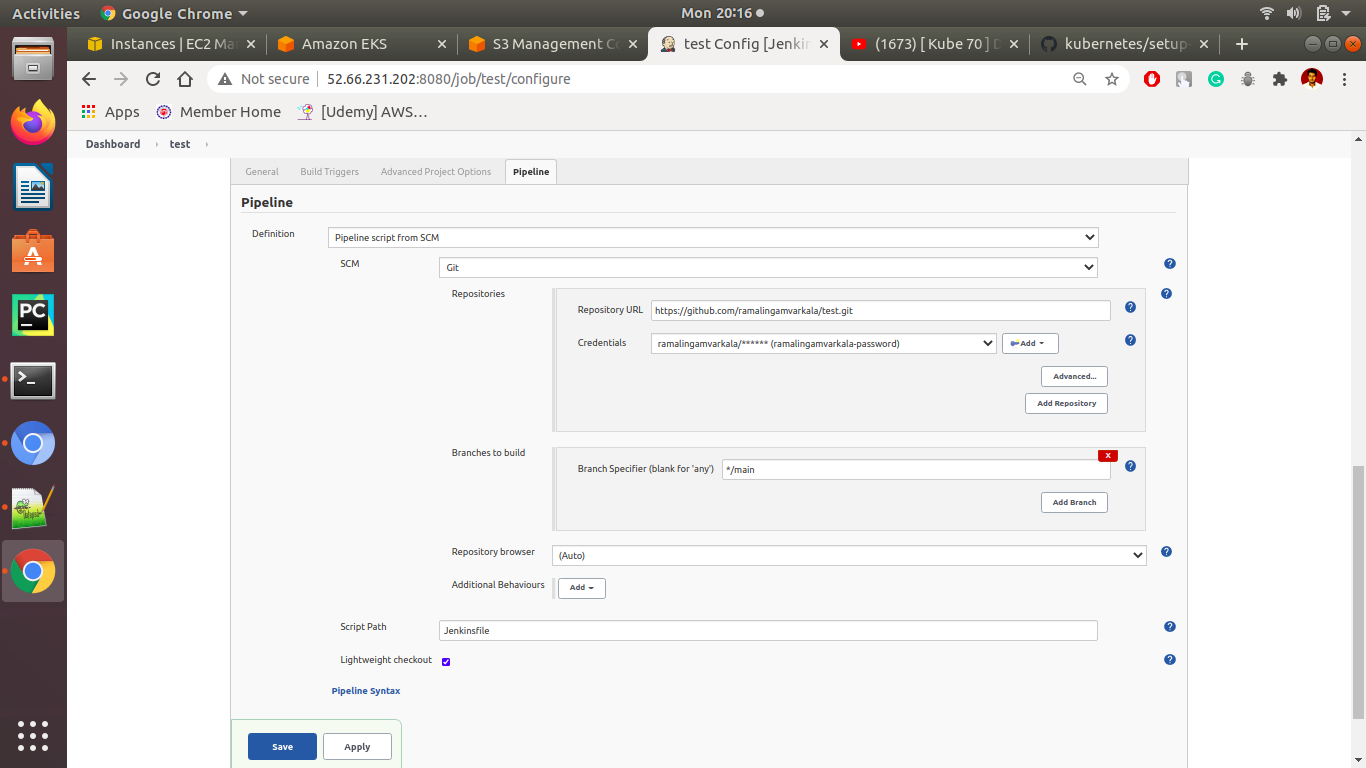 Activities Google Chrome Mon 20:16
Instances | EC2 Ma Amazon EKS S3 Management Co test Config [Jenkin (1673) [ Kube 70 ] D kubernetes/setup-
Not secure 52.66.231.202:8080/job/test/configure
Apps Member Home [Udemy] AWS…
Dashboard test
General Build Triggers Advanced Project Options Pipeline
Pipeline
Definition Pipeline script from SCM
SCM Git
Repositories
Repository URL https://github.com/ramalingamvarkala/test.git
Credentials ramalingamvarkala/****** (ramalingamvarkala-password) Add
Advanced...
Add Repository
Branches to build X
Branch Specifier (blank for 'any') */main
Add Branch
Repository browser (Auto)
Additional Behaviours Add
Script Path Jenkinsfile
Lightweight checkout
Pipeline Syntax
Save Apply
PC